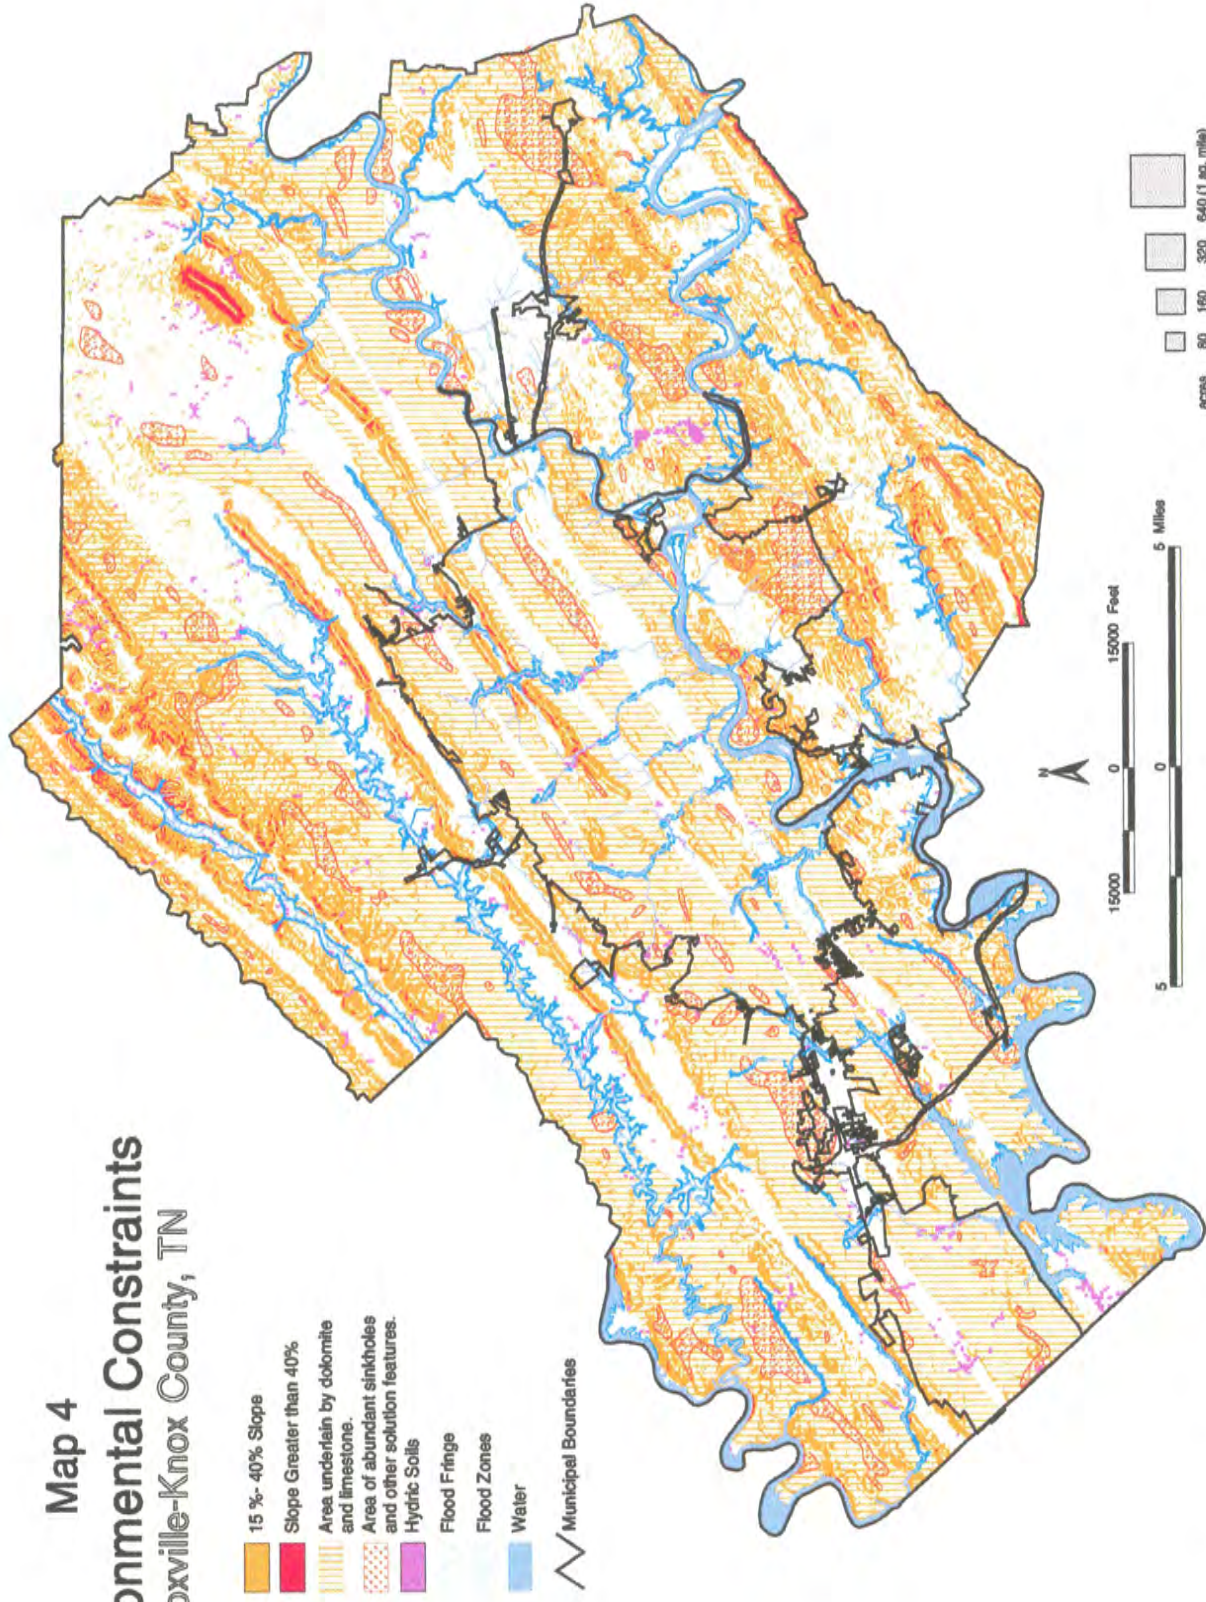 Map 4
onmental Constraints
oxville-Knox County, TN
15 %- 40% Slope
Slope Greater than 40%
Area underlain by dolomite
and limestone.
Area of abundant sinkholes
and other solution features.
Hydric Soils
Flood Fringe
Flood Zones
Water
Municipal Boundaries
N
15000 0 15000 Feet
5 0 5 Miles
acres 80 160 320 640 (1 sq. mile)